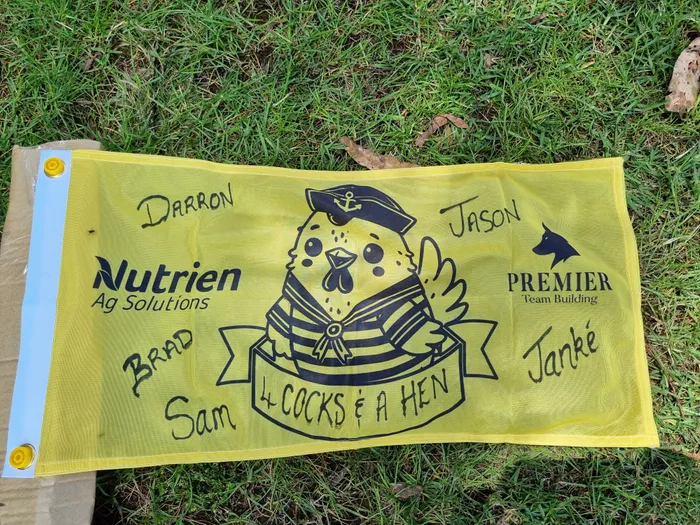 DARRON
JASON
Nutrien
Ag Solutions
PREMIER
Team Building
BRAD
Janké
Sam
4 COCKS & A HEN